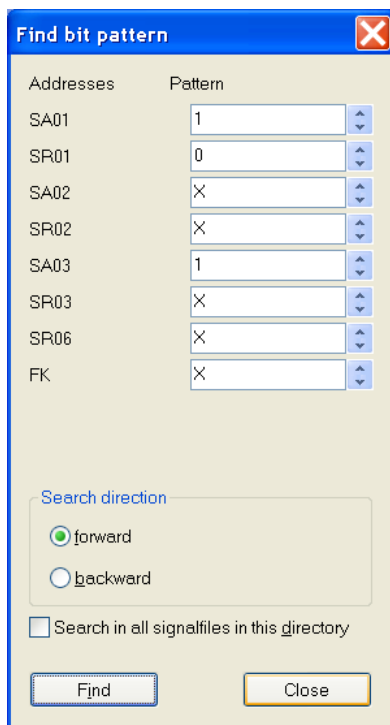 Find bit pattern
Addresses Pattern
SA01 1
SR01 0
SA02 X
SR02 X
SA03 1
SR03 X
SR06 X
FK X
Search direction
forward
backward
Search in all signalfiles in this directory
Find Close